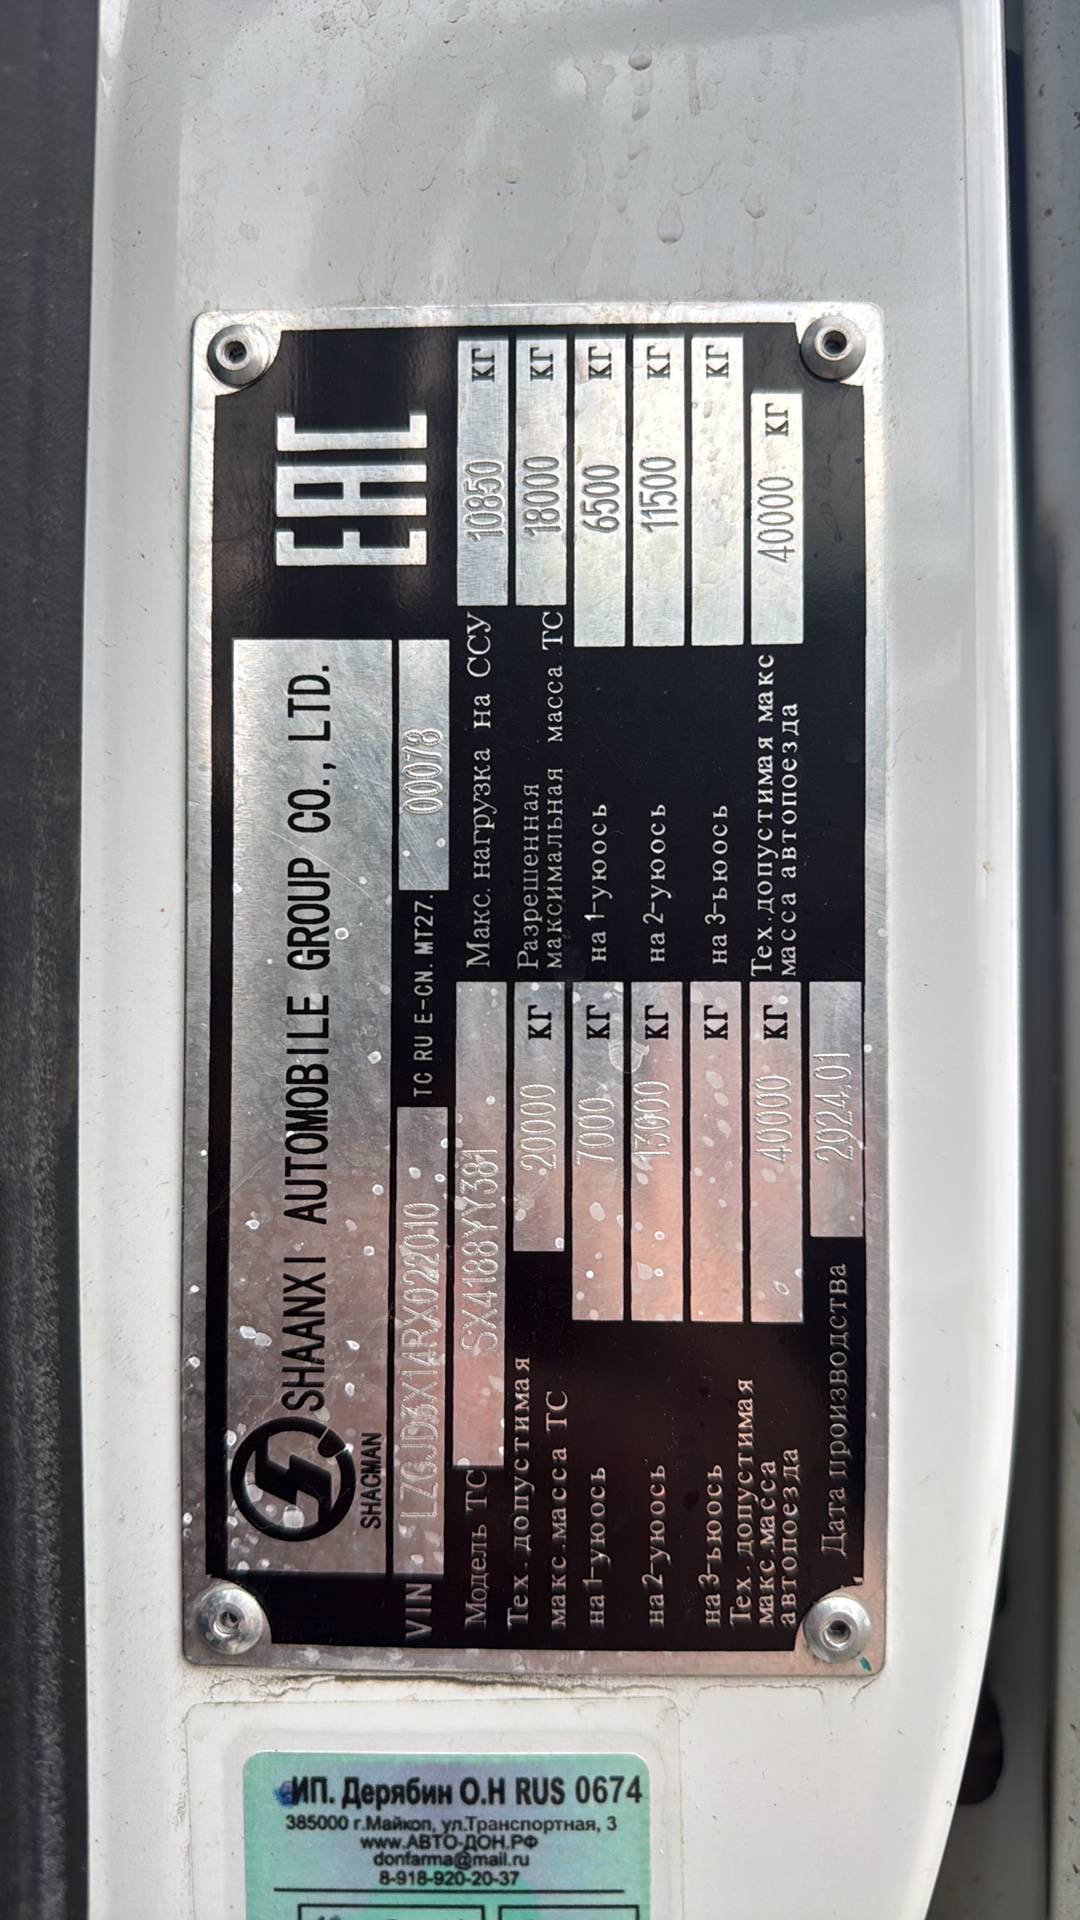 SHACMAN
SHAANXI AUTOMOBILE GROUP CO., LTD.
EAC
VIN LZGJD3X14RX022010 TC RU E-CN.MT27. 00078
Модель ТС SX4188YY381 Макс. нагрузка на ССУ 10850 КГ
Тех. допустимая
макс.масса ТС 20000 КГ Разрешенная
максимальная масса ТС 18000 КГ
на 1-уюось 7000 КГ на 1-уюось 6500 КГ
на 2-уюось 13000 КГ на 2-уюось 11500 КГ
на 3-ьюось КГ на 3-ьюось КГ
Тех. допустимая
макс.масса
автопоезда 40000 КГ Тех.допустимая макс
масса автопоезда 40000 КГ
Дата производства 2024.01
ИП. Дерябин О.Н RUS 0674
385000 г.Майкоп, ул.Транспортная, 3
www.АВТО-ДОН.РФ
donfarma@mail.ru
8-918-920-20-37